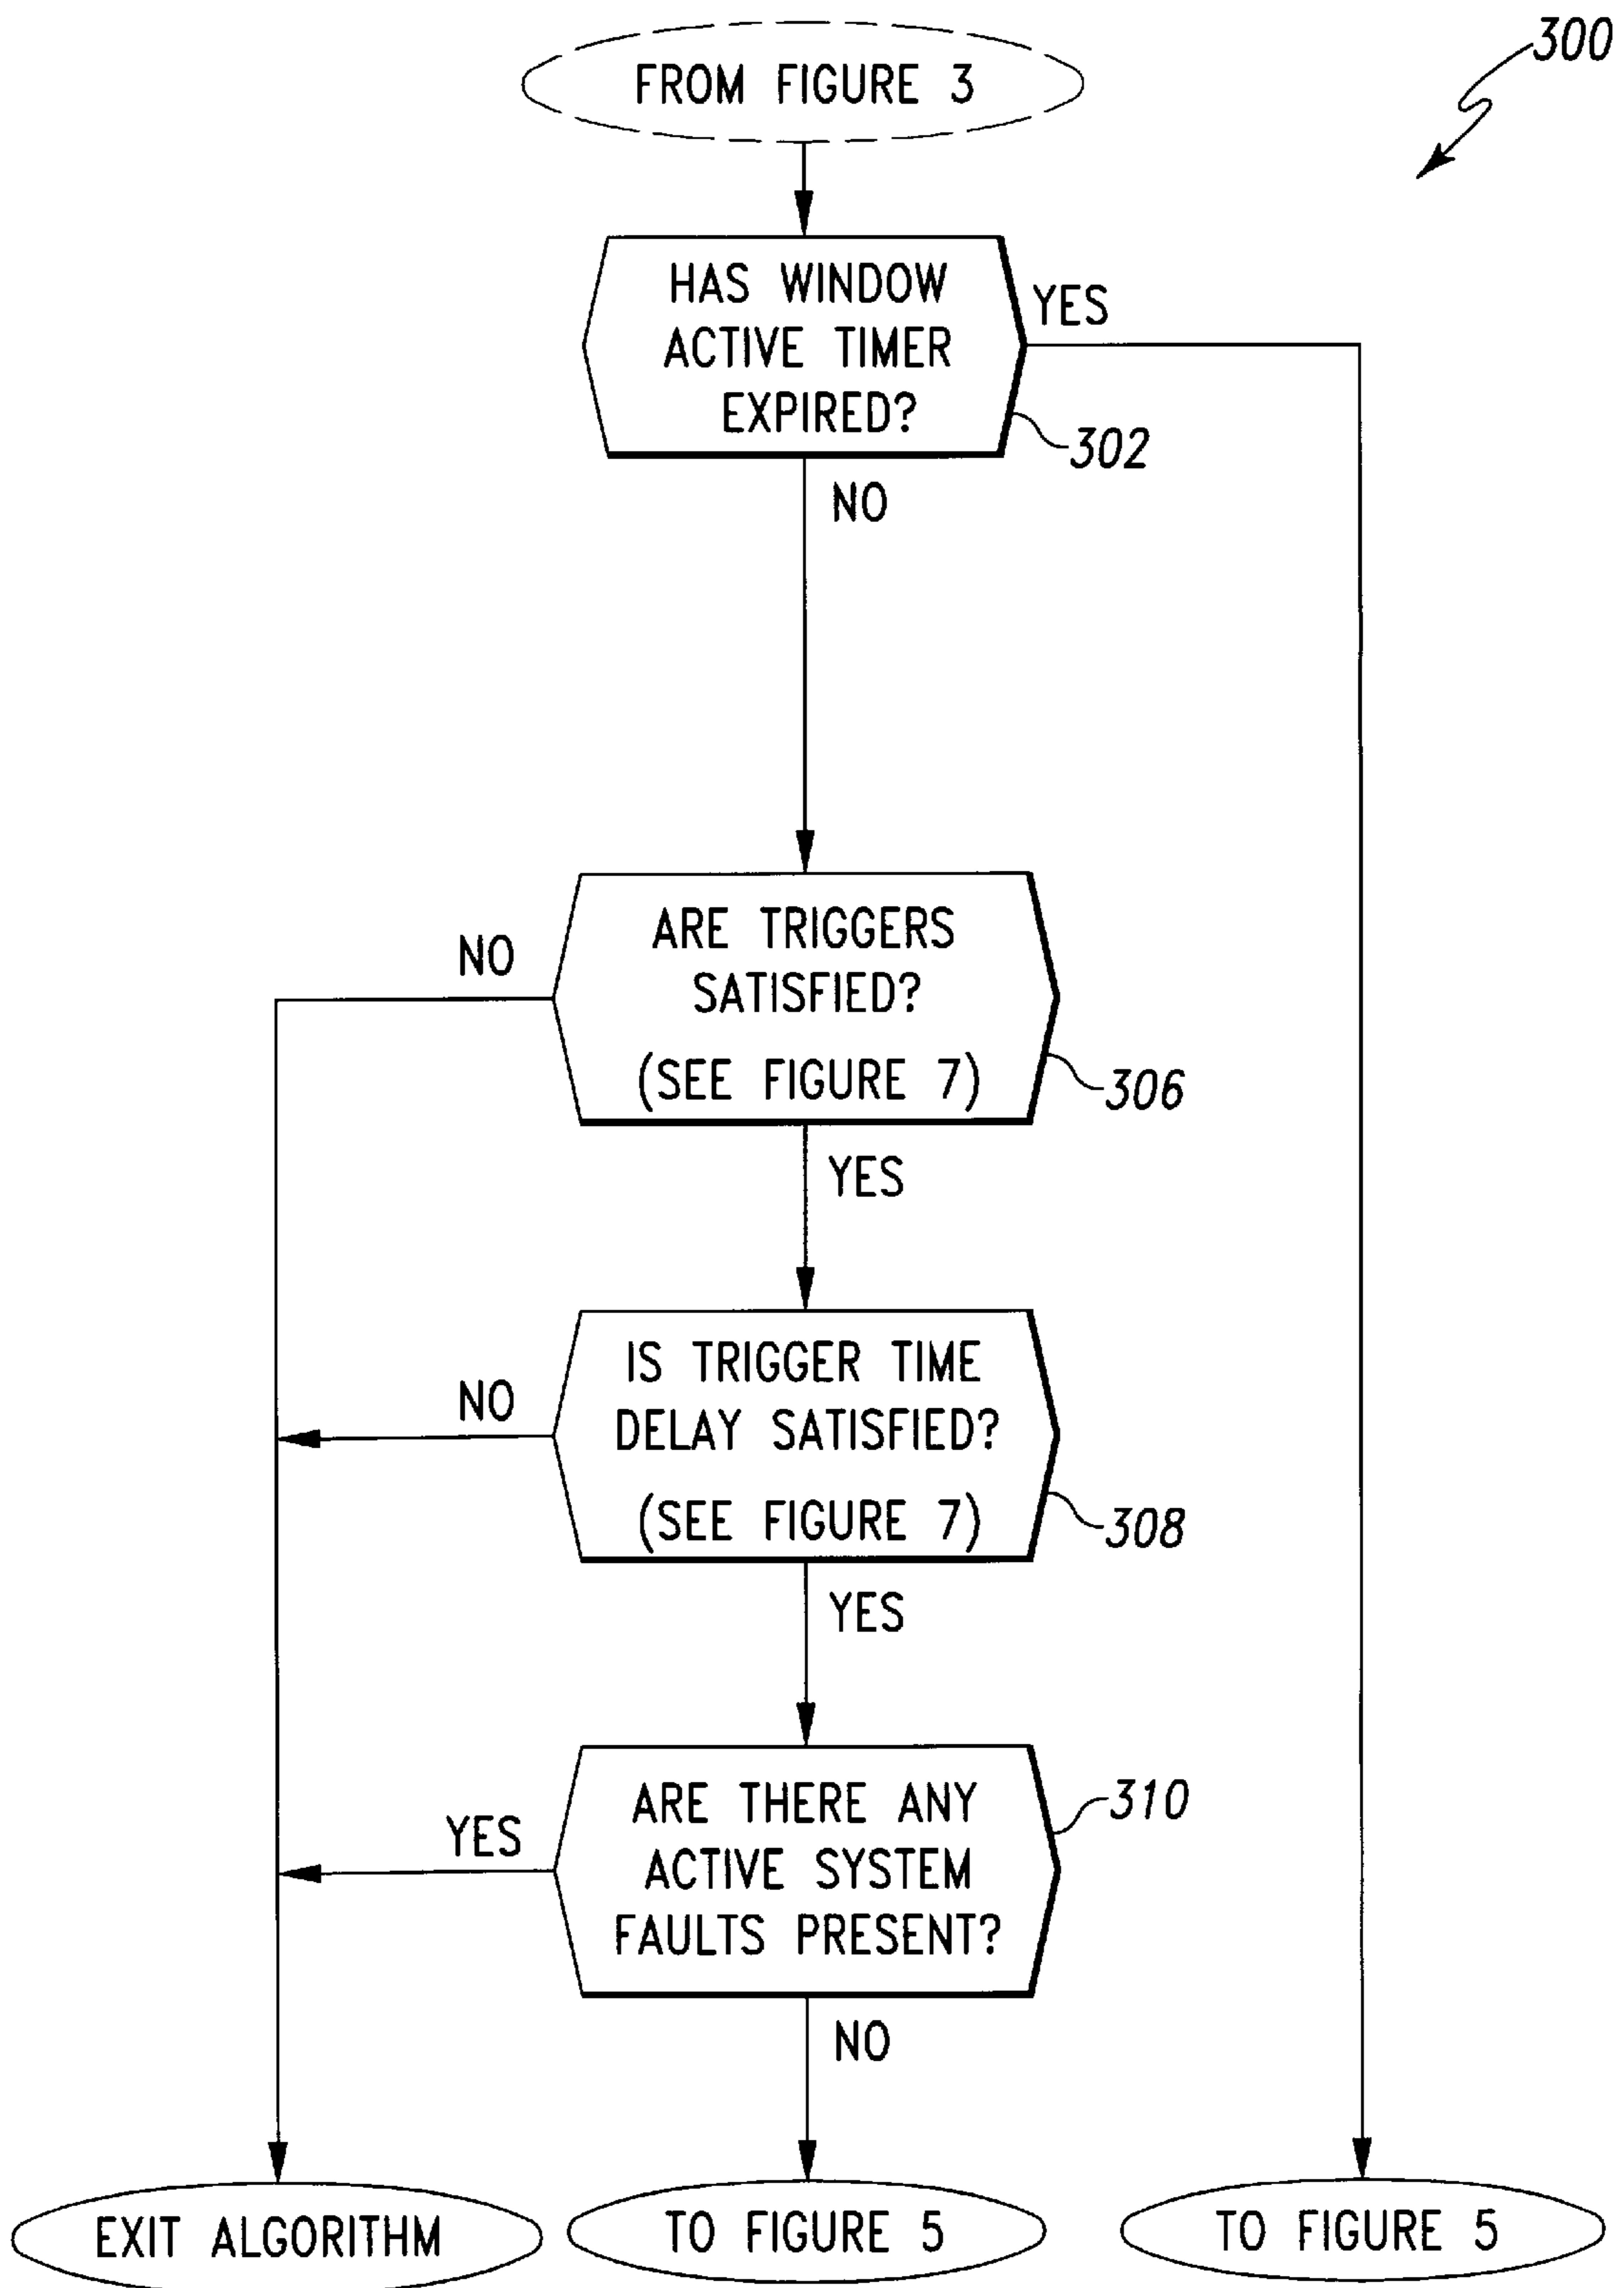 300
FROM FIGURE 3
HAS WINDOW
ACTIVE TIMER
EXPIRED?
YES
302
NO
ARE TRIGGERS
SATISFIED?
(SEE FIGURE 7)
NO
306
YES
IS TRIGGER TIME
DELAY SATISFIED?
(SEE FIGURE 7)
NO
308
YES
ARE THERE ANY
ACTIVE SYSTEM
FAULTS PRESENT?
310
YES
NO
EXIT ALGORITHM
TO FIGURE 5
TO FIGURE 5